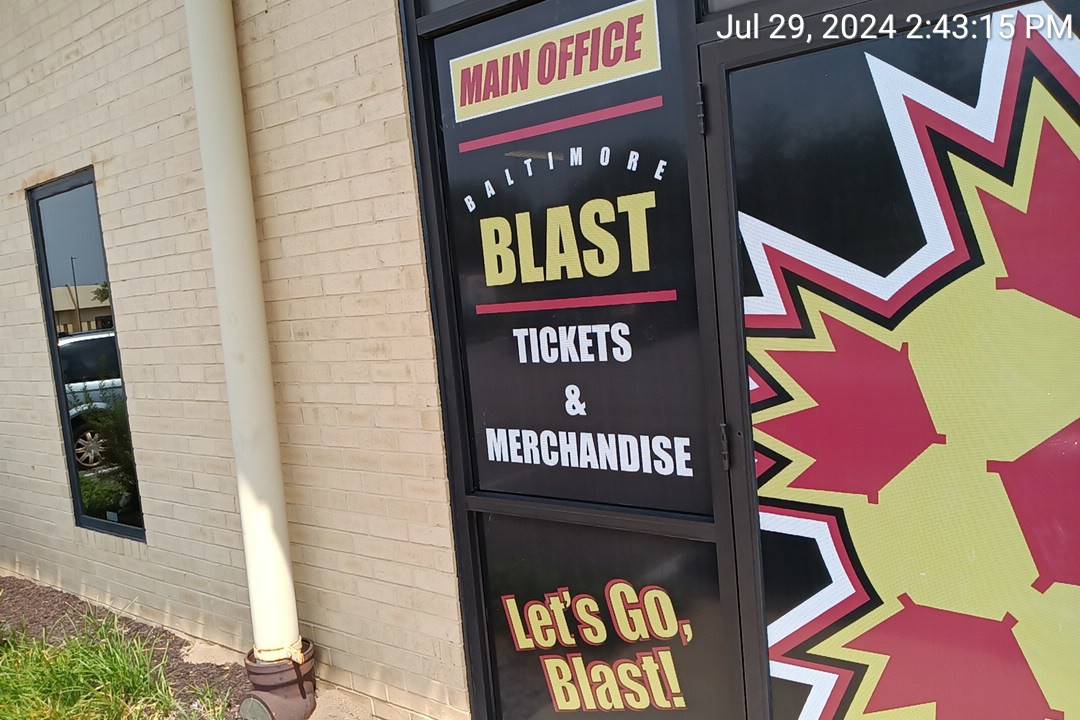 Jul 29, 2024 2:43:15 PM
MAIN OFFICE
BALTIMORE
BLAST
TICKETS
&
MERCHANDISE
Let's Go,
Blast!